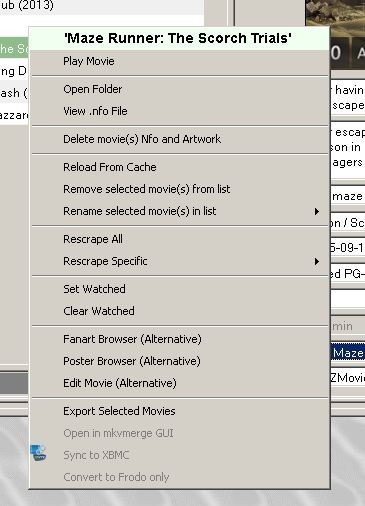 ub (2013)
'Maze Runner: The Scorch Trials'
he Sc
Play Movie
ng D
Open Folder
ash (
View .nfo File
azzar
Delete movie(s) Nfo and Artwork
Reload From Cache
Remove selected movie(s) from list
Rename selected movie(s) in list
Rescrape All
Rescrape Specific
Set Watched
Clear Watched
Fanart Browser (Alternative)
Poster Browser (Alternative)
Edit Movie (Alternative)
Export Selected Movies
Open in mkvmerge GUI
Sync to XBMC
Convert to Frodo only
0 A
havin
scape
escap
son in
agers
maze
on / Sc
5-09-1
ed PG-
min
Maze
ZMovie